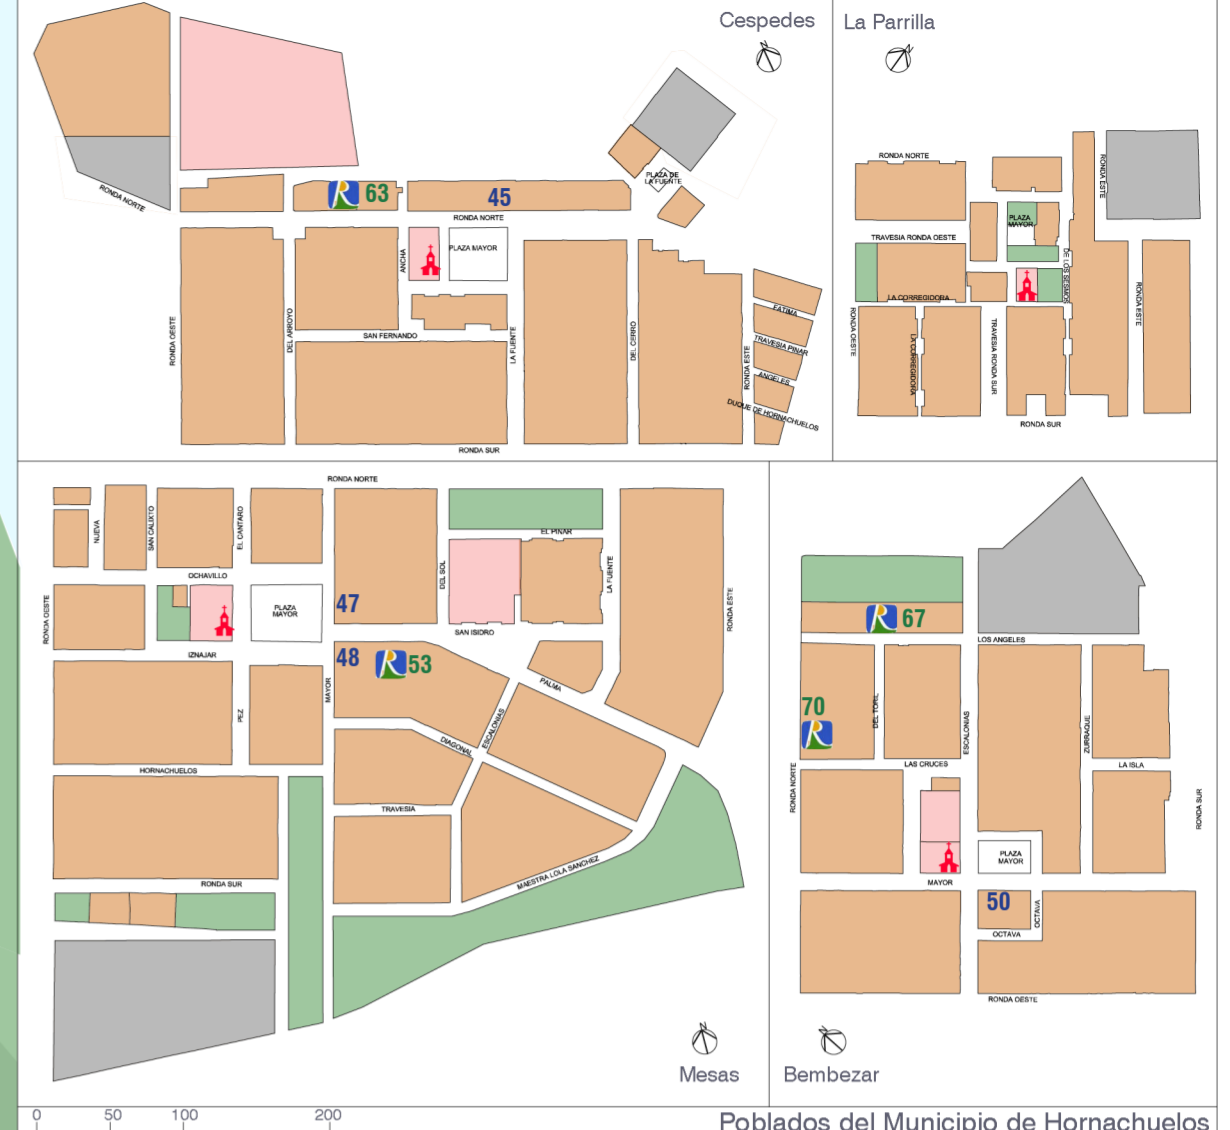 Cespedes
RONDA NORTE
63
45
RONDA NORTE
PLAZA DE
LA FUENTE
ANCHA
PLAZA MAYOR
RONDA OESTE
DEL ARROYO
SAN FERNANDO
LA FUENTE
DEL CERRO
RONDA ESTE
FATIMA
TRAVESIA PINAR
ANGELES
DUQUE DE HORNACHUELOS
RONDA SUR
La Parrilla
RONDA NORTE
RONDA ESTE
PLAZA
MAYOR
TRAVESIA RONDA OESTE
DE LOS SESMOS
LA CORREGIDORA
RONDA OESTE
LA CORREGIDORA
TRAVESIA RONDA SUR
RONDA ESTE
RONDA SUR
RONDA NORTE
NUEVA
SAN CALIXTO
EL CANTARO
EL PINAR
OCHAVILLO
DEL SOL
LA FUENTE
RONDA OESTE
PLAZA
MAYOR
47
RONDA ESTE
SAN ISIDRO
IZNAJAR
48
53
MAYOR
PALMA
PEZ
ESCALONIAS
DIAGONAL
HORNACHUELOS
TRAVESIA
MAESTRA LOLA SANCHEZ
RONDA SUR
Mesas
67
LOS ANGELES
70
DEL TORIL
ESCALONIAS
ZURRAQUE
LAS CRUCES
LA ISLA
RONDA NORTE
RONDA SUR
PLAZA
MAYOR
MAYOR
50
OCTAVA
OCTAVA
RONDA OESTE
Bembezar
0 50 100 200
Poblados del Municipio de Hornachuelos